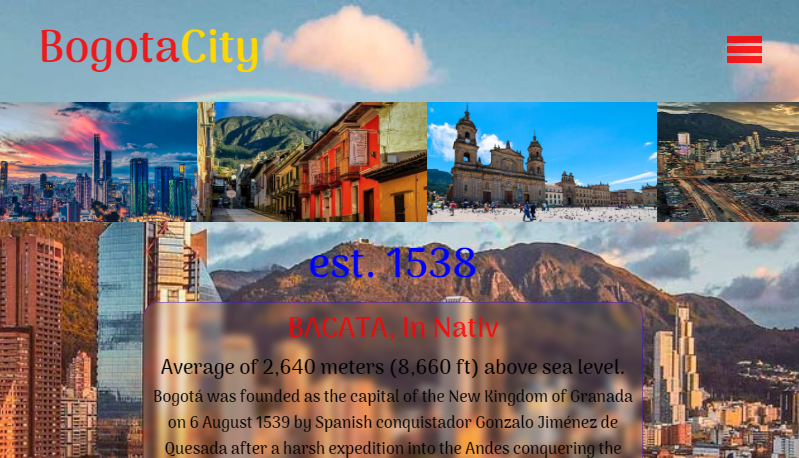 BogotaCity
est. 1538
BACATA, In Nativ
Average of 2,640 meters (8,660 ft) above sea level.
Bogotá was founded as the capital of the New Kingdom of Granada
on 6 August 1539 by Spanish conquistador Gonzalo Jiménez de
Quesada after a harsh expedition into the Andes conquering the